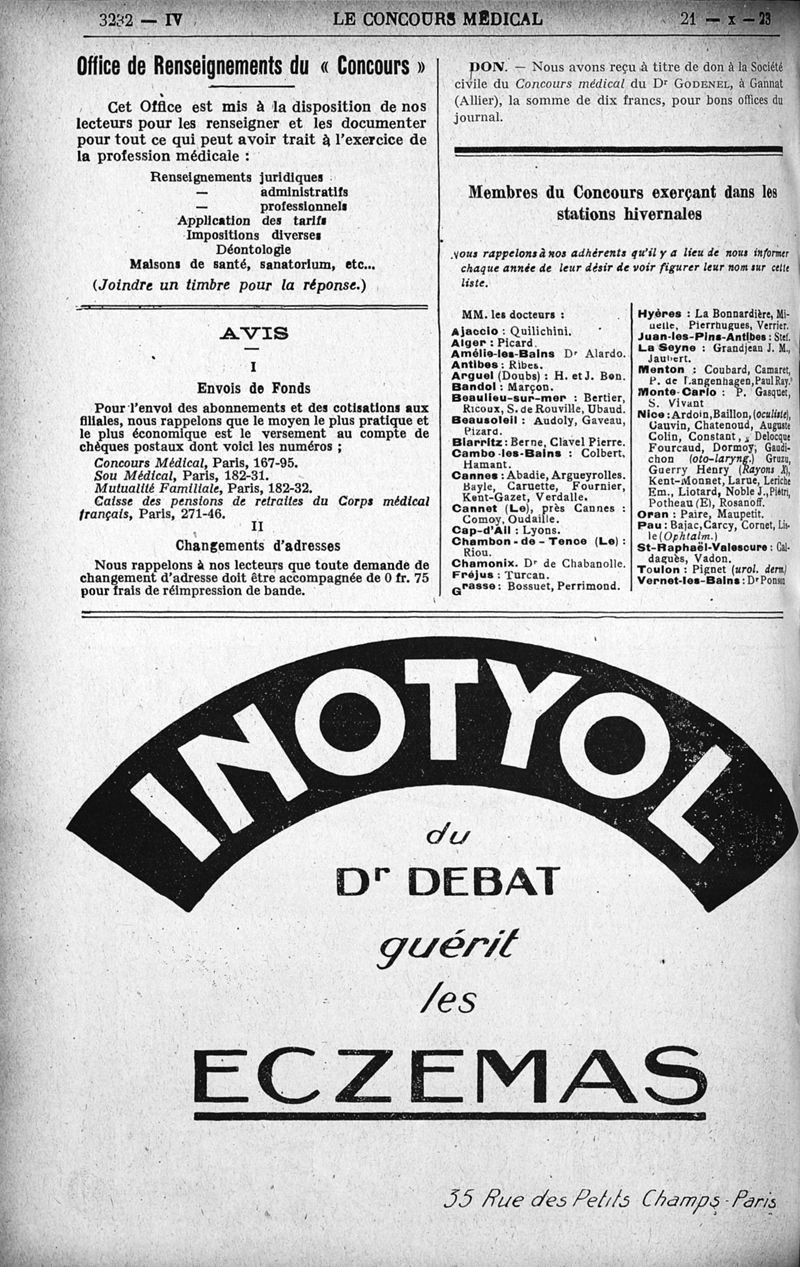 3232 — IV
LE CONCOURS MÉDICAL
21 — X — 23
Office de Renseignements du « Concours »
Cet Office est mis à la disposition de nos
lecteurs pour les renseigner et les documenter
pour tout ce qui peut avoir trait à l'exercice de
la profession médicale :
Renseignements juridiques
— administratifs
— professionnels
Application des tarifs
Impositions diverses
Déontologie
Maisons de santé, sanatorium, etc...
(Joindre un timbre pour la réponse.)
AVIS
I
Envois de Fonds
Pour l'envoi des abonnements et des cotisations aux
filiales, nous rappelons que le moyen le plus pratique et
le plus économique est le versement au compte de
chèques postaux dont voici les numéros ;
Concours Médical, Paris, 167-95.
Sou Médical, Paris, 182-31.
Mutualité Familiale, Paris, 182-32.
Caisse des pensions de retraites du Corps médical
français, Paris, 271-46.
II
Changements d'adresses
Nous rappelons à nos lecteurs que toute demande de
changement d'adresse doit être accompagnée de 0 fr. 75
pour frais de réimpression de bande.
DON. — Nous avons reçu à titre de don à la Société
civile du Concours médical du Dr GODENEL, à Gannat
(Allier), la somme de dix francs, pour bons offices du
journal.
Membres du Concours exerçant dans les
stations hivernales
Nous rappelons à nos adhérents qu'il y a lieu de nous informer
chaque année de leur désir de voir figurer leur nom sur cette
liste.
MM. les docteurs :
Ajaccio : Quilichini.
Alger : Picard.
Amélie-les-Bains Dr Alardo.
Antibes : Ribes.
Arguel (Doubs) : H. et J. Bon.
Bandol : Marçon.
Beaulieu-sur-mer : Bertier,
Ricoux, S. de Rouville, Ubaud.
Beausoleil : Audoly, Gaveau,
Pizard.
Biarritz : Berne, Clavel Pierre.
Cambo-les-Bains : Colbert,
Hamant.
Cannes : Abadie, Argueyrolles.
Bayle, Caruette, Fournier,
Kent-Gazet, Verdalle.
Cannet (Le), près Cannes :
Comoy, Oudaille.
Cap-d'Ail : Lyons.
Chambon-de-Tence (Le) :
Riou.
Chamonix. Dr de Chabanolle.
Fréjus : Turcan.
Grasse : Bossuet, Perrimond.
Hyères : La Bonnardière, Mi-
uelle, Pierrhugues, Verrier.
Juan-les-Pins-Antibes : Stef.
La Seyne : Grandjean J. M.,
Jaubert.
Menton : Coubard, Camaret,
P. de Langenhagen, Paul Ray.
Monte-Carlo : P. Gasquet,
S. Vivant
Nice : Ardoin, Baillon, (oculiste),
Cauvin, Chatenoud, Auguste
Colin, Constant, Delocque
Fourcaud, Dormoy, Gaudi-
chon (oto-laryng.) Gruzu,
Guerry Henry (Rayons X),
Kent-Monnet, Larue, Leriche
Em., Liotard, Noble J., Piétri,
Potheau (E), Rosanoff.
Oran : Paire, Maupetit.
Pau : Bajac, Carcy, Cornet, Lis-
le (Ophtalm.)
St-Raphaël-Valescure : Cal-
daguès, Vadon.
Toulon : Pignet (urol. derm)
Vernet-les-Bains : Dr Ponson
INOTYOL
du
Dr DEBAT
guérit
les
ECZEMAS
35 Rue des Petits Champs - Paris